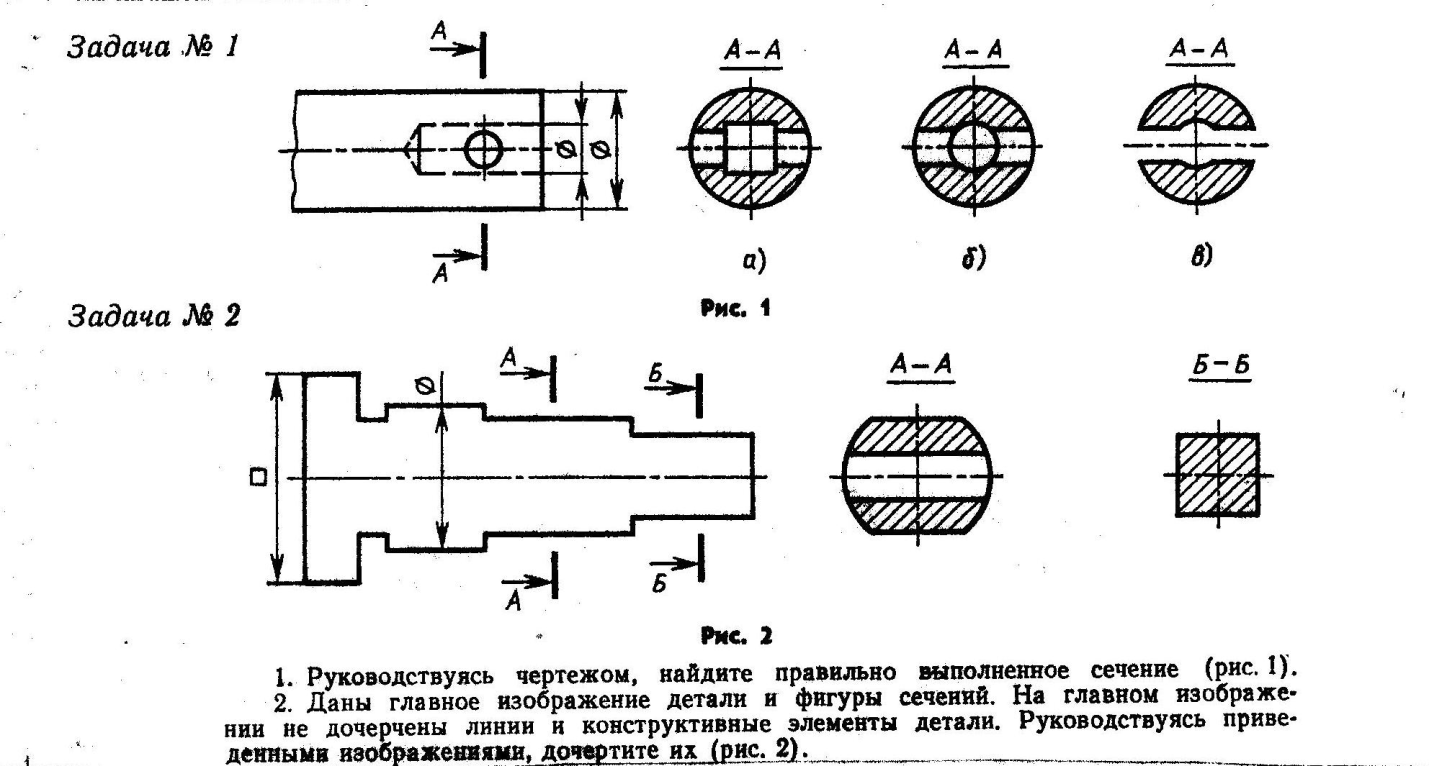 Задача № 1
А
А
Ø
Ø
А – А
А – А
А – А
а)
б)
в)
Рис. 1
Задача № 2
□
Ø
А
А
Б
Б
А – А
Б – Б
Рис. 2
1. Руководствуясь чертежом, найдите правильно выполненное сечение (рис. 1).
2. Даны главное изображение детали и фигуры сечений. На главном изображе-
нии не дочерчены линии и конструктивные элементы детали. Руководствуясь приве-
денными изображениями, дочертите их (рис. 2).